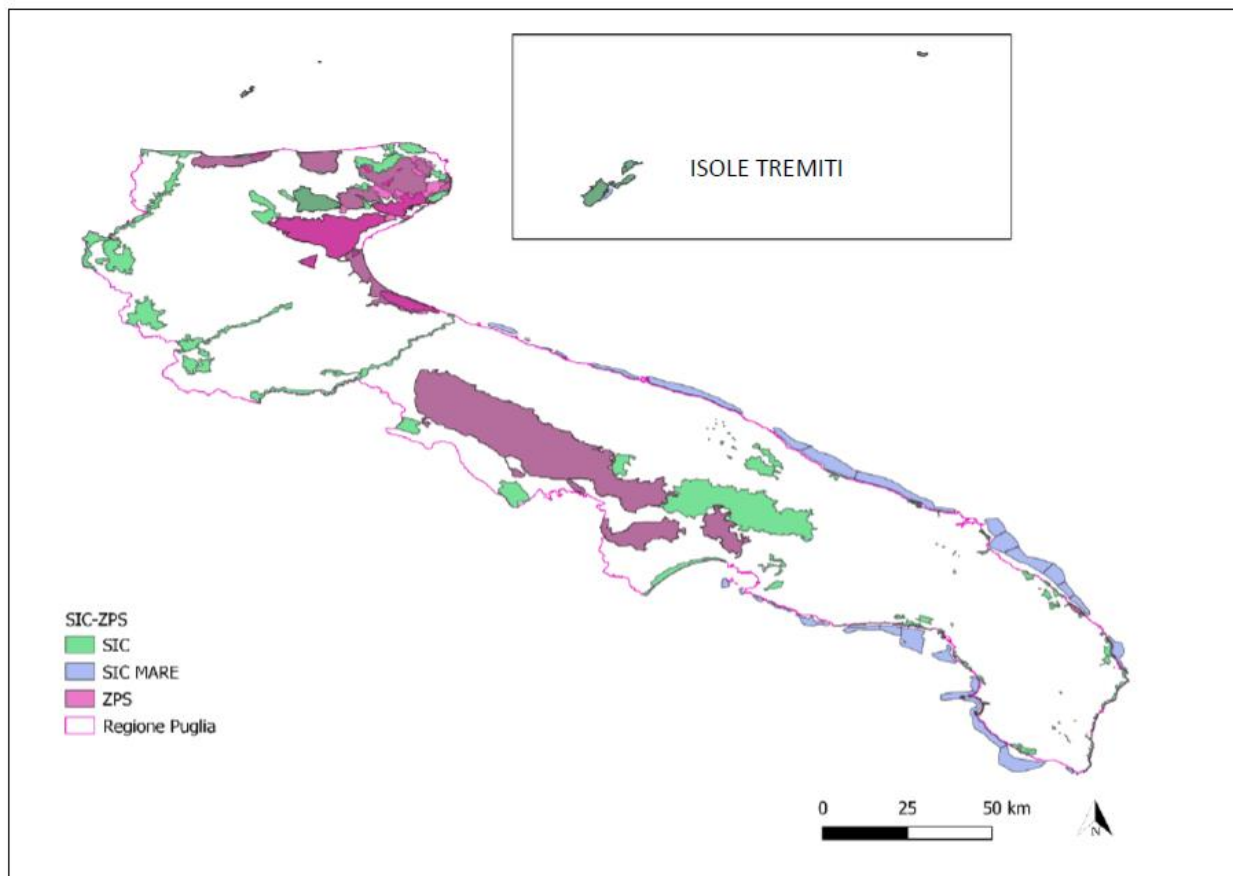 ISOLE TREMITI
SIC-ZPS
SIC
SIC MARE
ZPS
Regione Puglia
0 25 50 km
N